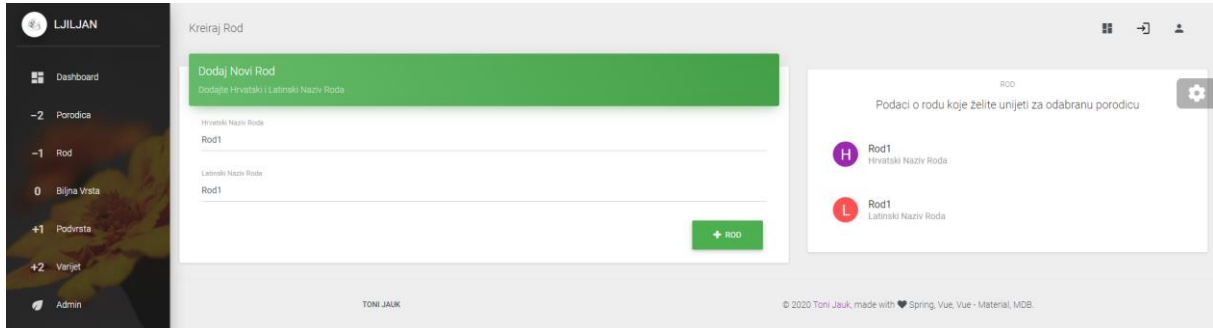 LJILJAN
Dashboard
−2 Porodica
−1 Rod
0 Biljna Vrsta
+1 Podvrsta
+2 Varijet
Admin
Kreiraj Rod
Dodaj Novi Rod
Dodajte Hrvatski i Latinski Naziv Roda
Hrvatski Naziv Roda
Rod1
Latinski Naziv Roda
Rod1
+ ROD
ROD
Podaci o rodu koje želite unijeti za odabranu porodicu
H
Rod1
Hrvatski Naziv Roda
L
Rod1
Latinski Naziv Roda
TONI JAUK
© 2020 Toni Jauk, made with ♥ Spring, Vue, Vue - Material, MDB.